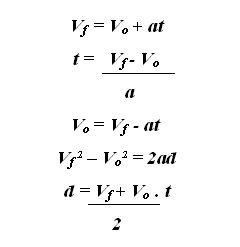 Vf = Vo + at
t = Vf - Vo
a
Vo = Vf - at
Vf² – Vo² = 2ad
d = Vf + Vo . t
2